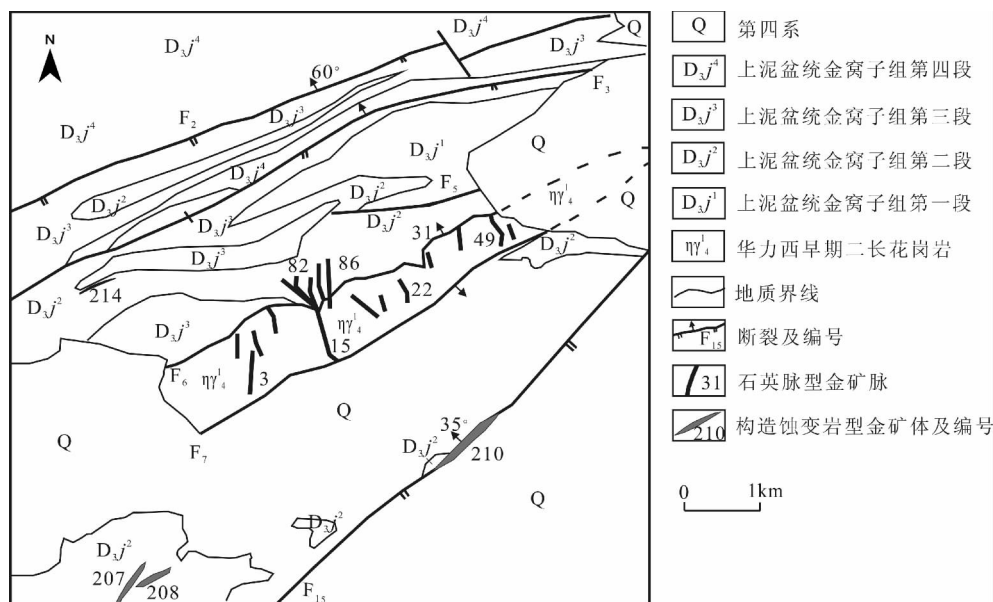 N
D₃j⁴
D₃j⁴
Q
D₃j³
60°
F₂
D₃j³
F₃
D₃j⁴
D₃j¹
Q
D₃j⁴
D₃j²
D₃j²
F₅
ηγ₄¹
Q
D₃j³
D₃j³
D₃j²
31
49
D₃j²
D₃j³
82
86
22
214
D₃j²
D₃j³
ηγ₄¹
15
F₆
ηγ₄¹
3
Q
Q
F₇
35°
D₃j²
210
Q
D₃j²
D₃j²
207
208
F₁₅
Q 第四系
D₃j⁴ 上泥盆统金窝子组第四段
D₃j³ 上泥盆统金窝子组第三段
D₃j² 上泥盆统金窝子组第二段
D₃j¹ 上泥盆统金窝子组第一段
ηγ₄¹ 华力西早期二长花岗岩
地质界线
F₁₅ 断裂及编号
31 石英脉型金矿脉
210 构造蚀变岩型金矿体及编号
0 1km